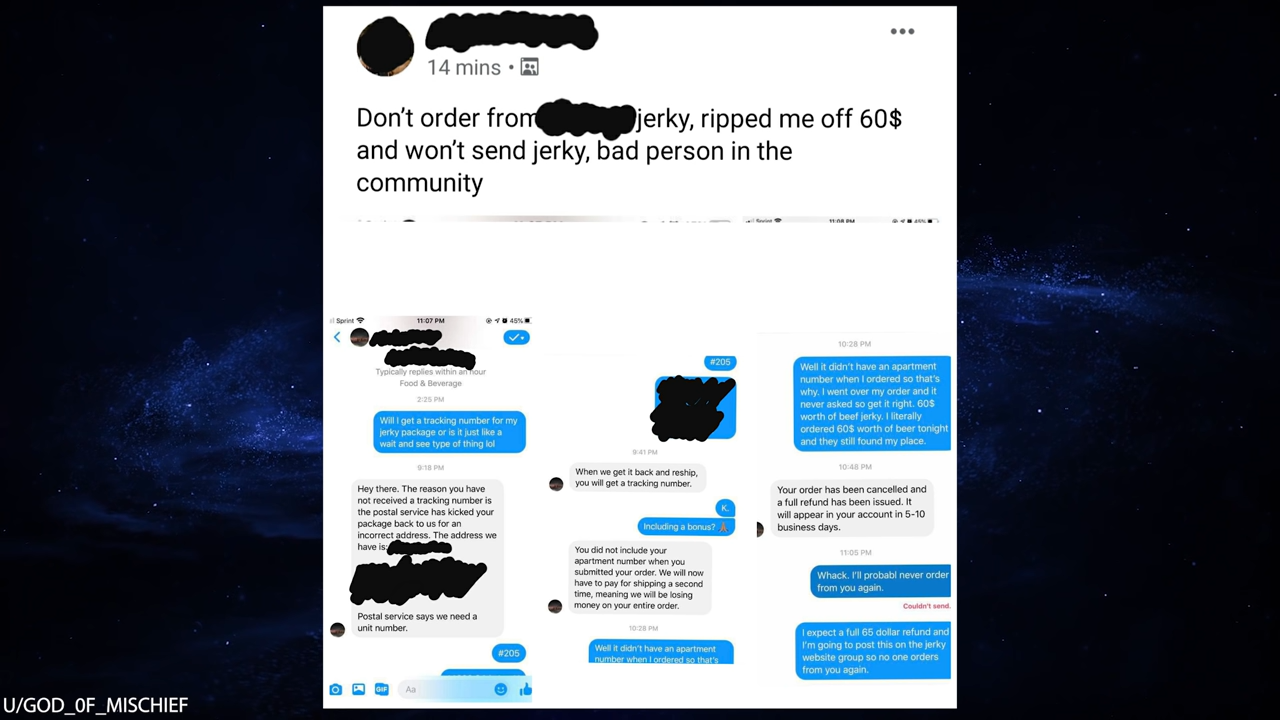 14 mins •
Don't order from jerky, ripped me off 60$
and won't send jerky, bad person in the
community
Sprint 11:07 PM 45%
Typically replies within an hour
Food & Beverage
2:25 PM
Will I get a tracking number for my
jerky package or is it just like a
wait and see type of thing lol
9:18 PM
Hey there. The reason you have
not received a tracking number is
the postal service has kicked your
package back to us for an
incorrect address. The address we
have is:
Postal service says we need a
unit number.
#205
GIF Aa
#205
9:41 PM
When we get it back and reship,
you will get a tracking number.
K.
Including a bonus? 🙏
You did not include your
apartment number when you
submitted your order. We will now
have to pay for shipping a second
time, meaning we will be losing
money on your entire order.
10:28 PM
Well it didn't have an apartment
number when I ordered so that's
Sprint 11:08 PM 45%
10:28 PM
Well it didn't have an apartment
number when I ordered so that's
why. I went over my order and it
never asked so get it right. 60$
worth of beef jerky. I literally
ordered 60$ worth of beer tonight
and they still found my place.
10:48 PM
Your order has been cancelled and
a full refund has been issued. It
will appear in your account in 5-10
business days.
11:05 PM
Whack. I'll probabl never order
from you again.
Couldn't send.
I expect a full 65 dollar refund and
I'm going to post this on the jerky
website group so no one orders
from you again.
U/GOD_0F_MISCHIEF